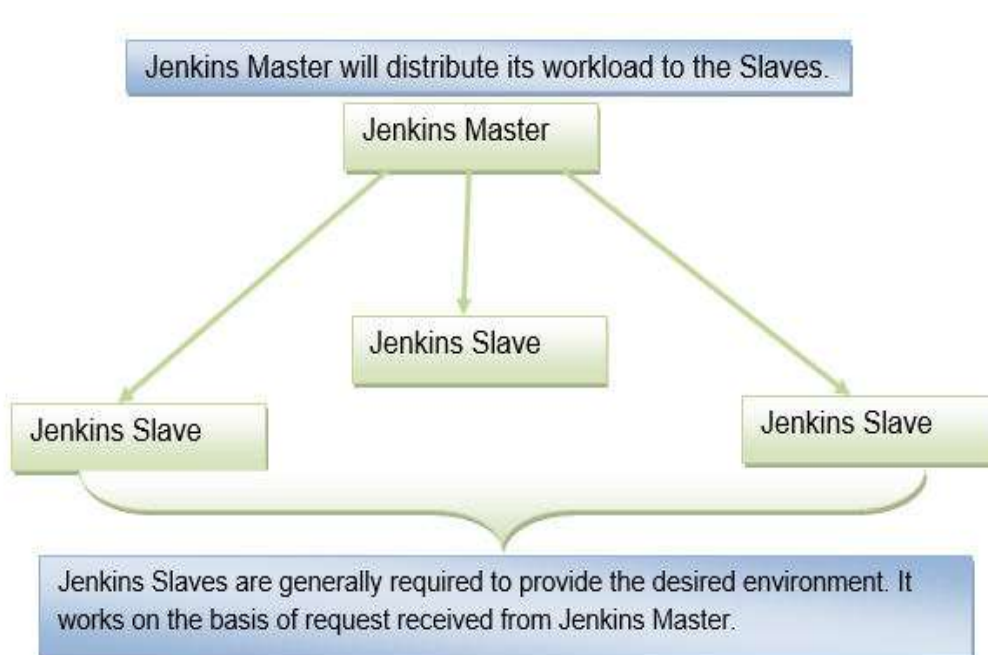 Jenkins Master will distribute its workload to the Slaves.
Jenkins Master
Jenkins Slave
Jenkins Slave
Jenkins Slave
Jenkins Slaves are generally required to provide the desired environment. It
works on the basis of request received from Jenkins Master.